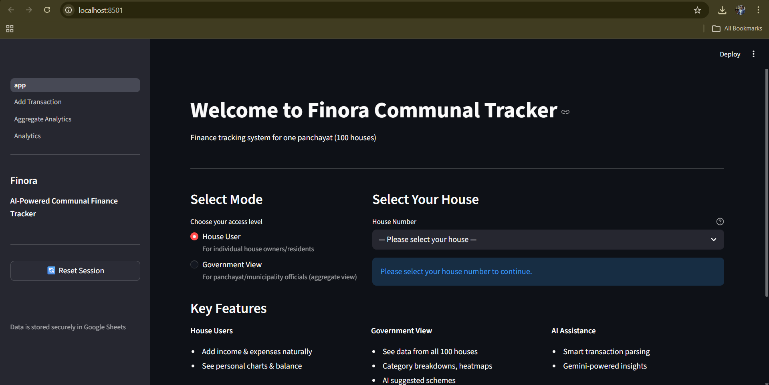 localhost:8501
All Bookmarks
Deploy
app
Add Transaction
Aggregate Analytics
Analytics
Finora
AI-Powered Communal Finance
Tracker
Reset Session
Data is stored securely in Google Sheets
Welcome to Finora Communal Tracker
Finance tracking system for one panchayat (100 houses)
Select Mode
Choose your access level
House User
For individual house owners/residents
Government View
For panchayat/municipality officials (aggregate view)
Select Your House
House Number
— Please select your house —
Please select your house number to continue.
Key Features
House Users
• Add income & expenses naturally
• See personal charts & balance
Government View
• See data from all 100 houses
• Category breakdowns, heatmaps
• AI suggested schemes
AI Assistance
• Smart transaction parsing
• Gemini-powered insights